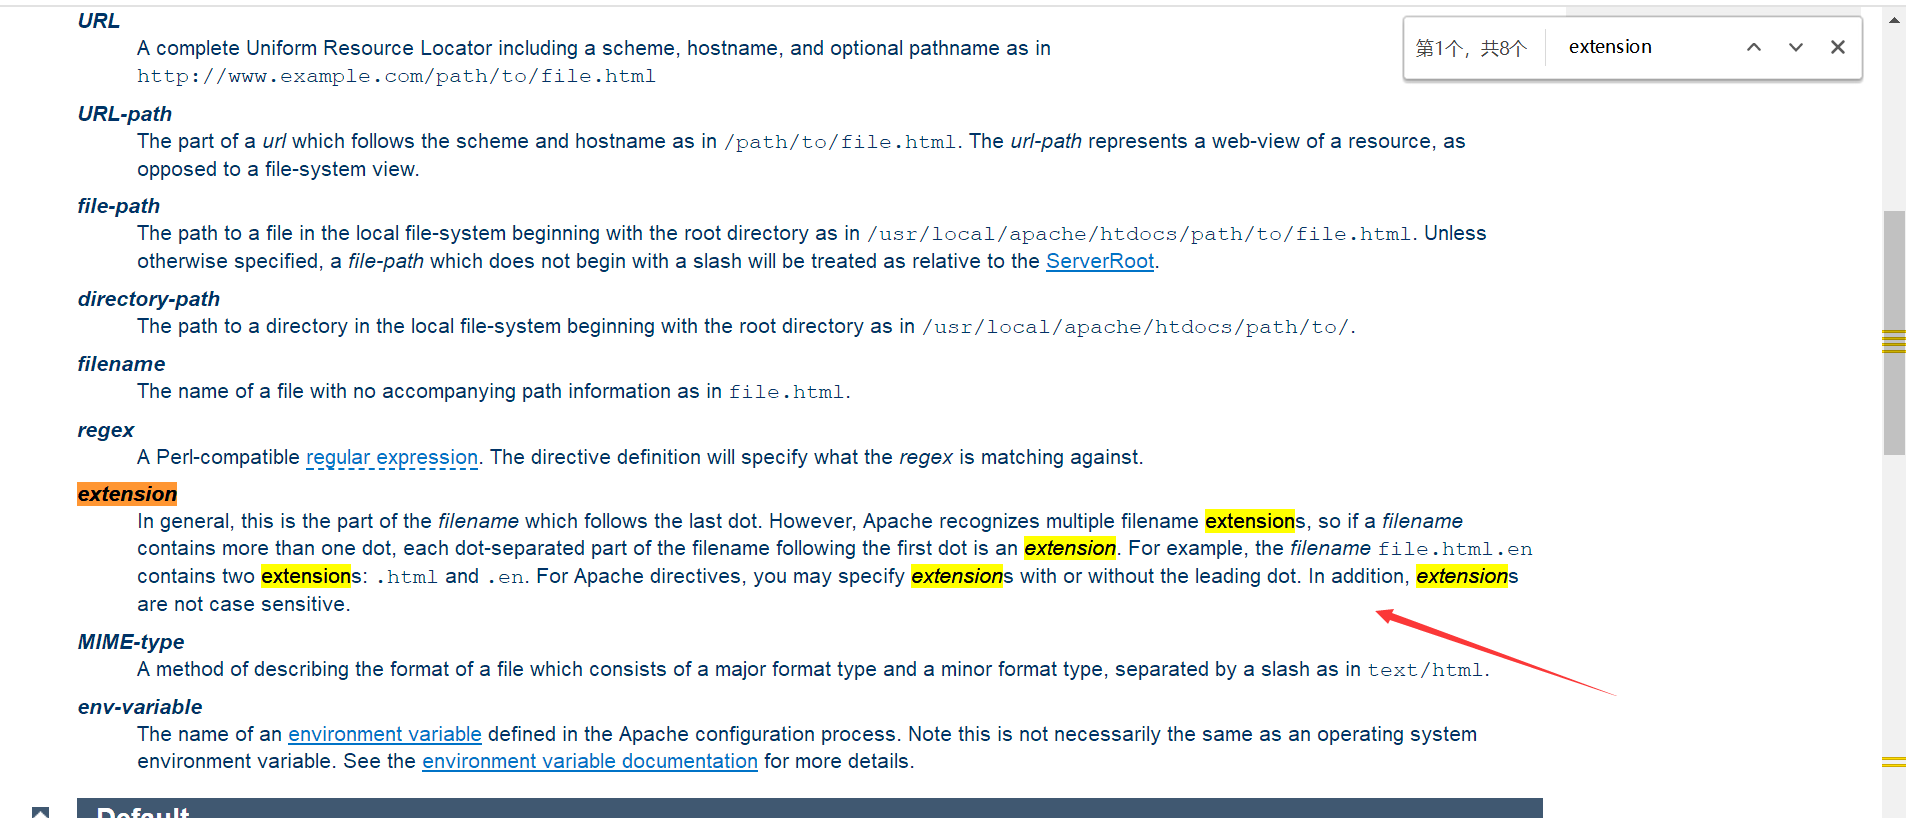 URL
A complete Uniform Resource Locator including a scheme, hostname, and optional pathname as in
http://www.example.com/path/to/file.html
第1个，共8个
extension
URL-path
The part of a url which follows the scheme and hostname as in /path/to/file.html. The url-path represents a web-view of a resource, as
opposed to a file-system view.
file-path
The path to a file in the local file-system beginning with the root directory as in /usr/local/apache/htdocs/path/to/file.html. Unless
otherwise specified, a file-path which does not begin with a slash will be treated as relative to the ServerRoot.
directory-path
The path to a directory in the local file-system beginning with the root directory as in /usr/local/apache/htdocs/path/to/.
filename
The name of a file with no accompanying path information as in file.html.
regex
A Perl-compatible regular expression. The directive definition will specify what the regex is matching against.
extension
In general, this is the part of the filename which follows the last dot. However, Apache recognizes multiple filename extensions, so if a filename
contains more than one dot, each dot-separated part of the filename following the first dot is an extension. For example, the filename file.html.en
contains two extensions: .html and .en. For Apache directives, you may specify extensions with or without the leading dot. In addition, extensions
are not case sensitive.
MIME-type
A method of describing the format of a file which consists of a major format type and a minor format type, separated by a slash as in text/html.
env-variable
The name of an environment variable defined in the Apache configuration process. Note this is not necessarily the same as an operating system
environment variable. See the environment variable documentation for more details.
Default